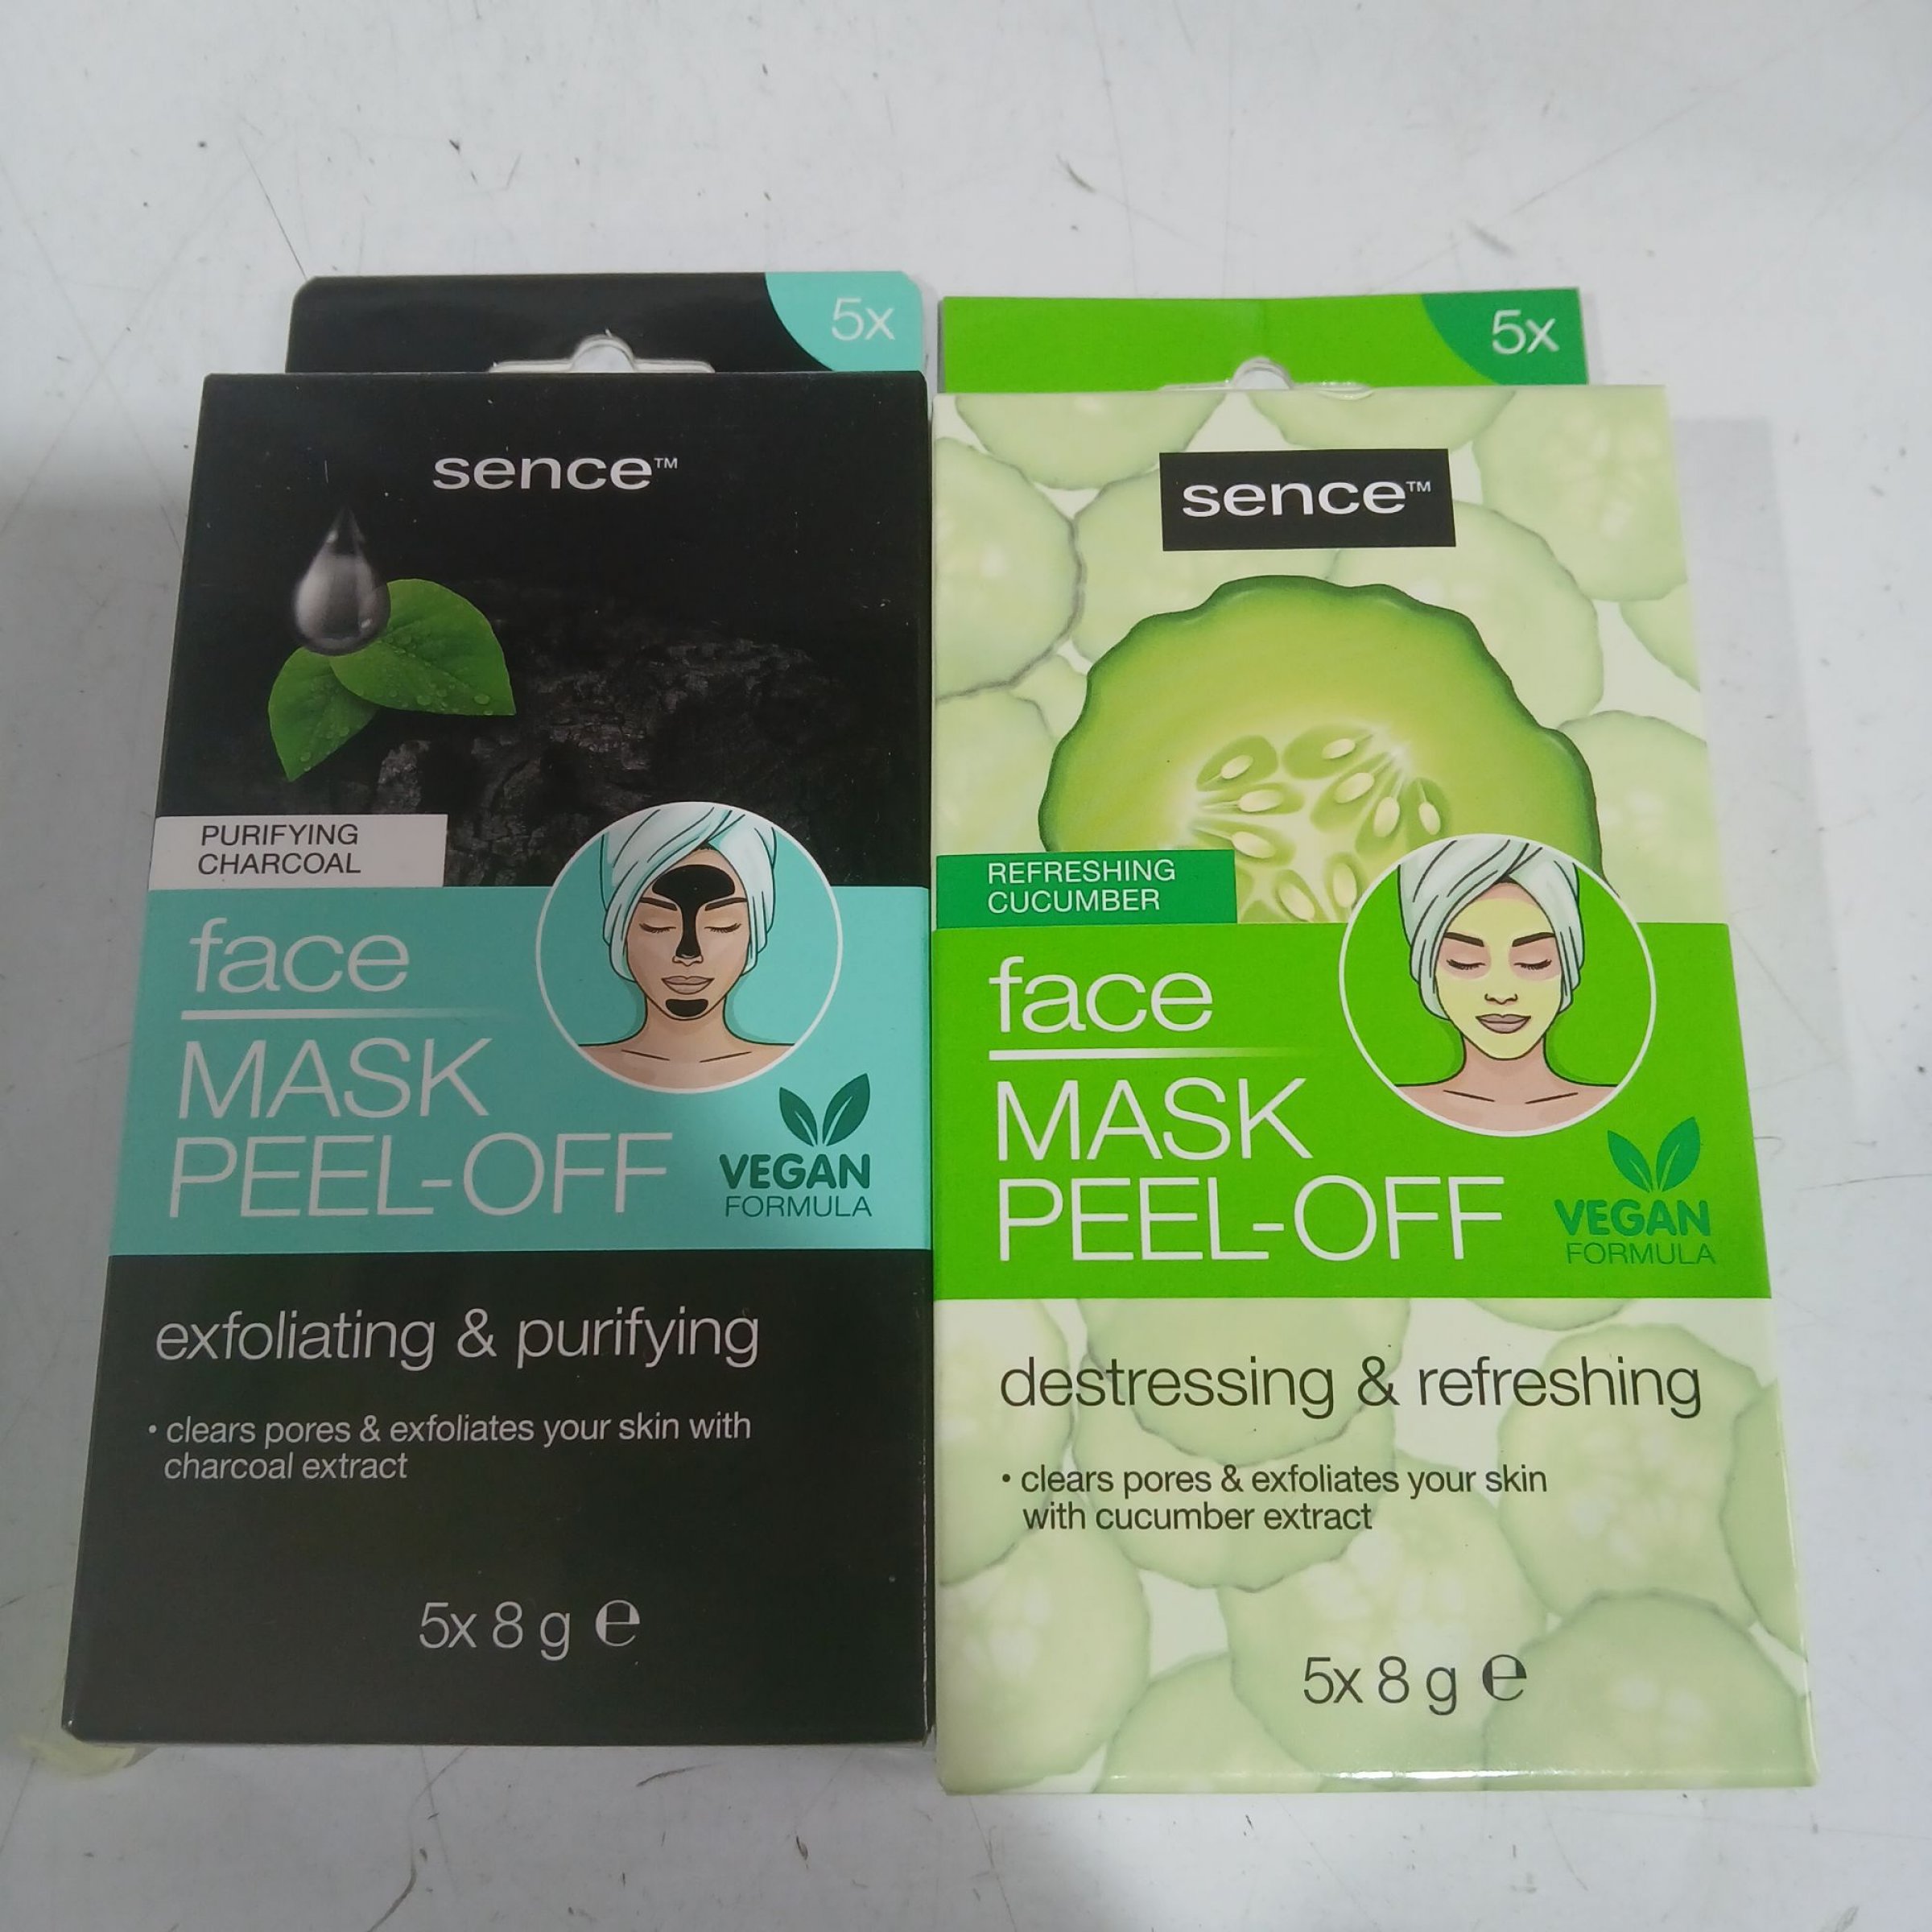 5x
sence™
PURIFYING
CHARCOAL
face
MASK
PEEL-OFF
VEGAN
FORMULA
exfoliating & purifying
• clears pores & exfoliates your skin with
charcoal extract
5x 8 g ℮
5x
sence™
REFRESHING
CUCUMBER
face
MASK
PEEL-OFF
VEGAN
FORMULA
destressing & refreshing
• clears pores & exfoliates your skin
with cucumber extract
5x 8 g ℮